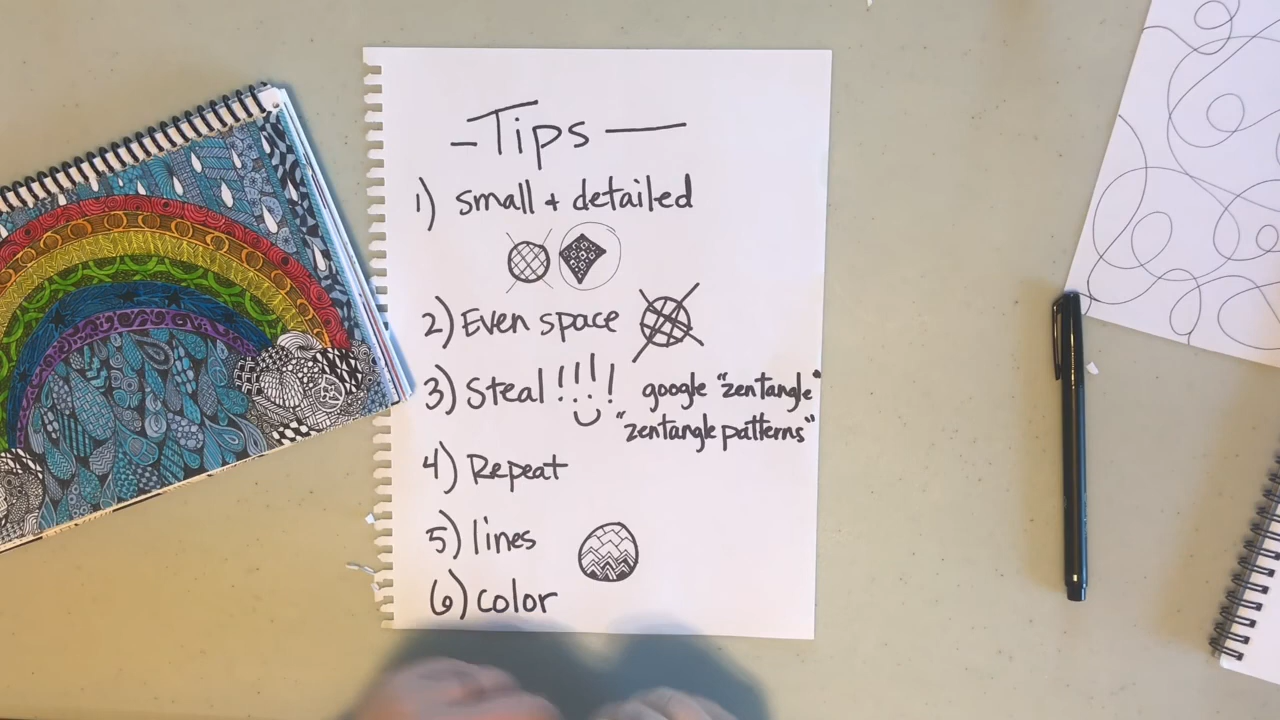 - Tips —
1) small + detailed
2) Even space
3) Steal !!!! google "zentangle"
"zentangle patterns"
4) Repeat
5) lines
6) color